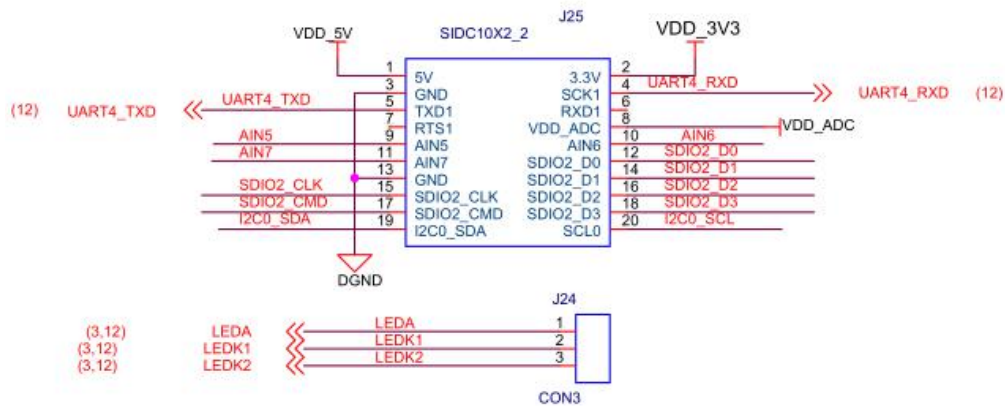 J25
VDD_5V SIDC10X2_2 VDD_3V3
1 5V 3.3V 2
3 GND SCK1 4 UART4_RXD UART4_RXD (12)
(12) UART4_TXD UART4_TXD 5 TXD1 RXD1 6
7 RTS1 VDD_ADC 8 VDD_ADC
AIN5 9 AIN5 AIN6 10 AIN6
AIN7 11 AIN7 SDIO2_D0 12 SDIO2_D0
13 GND SDIO2_D1 14 SDIO2_D1
SDIO2_CLK 15 SDIO2_CLK SDIO2_D2 16 SDIO2_D2
SDIO2_CMD 17 SDIO2_CMD SDIO2_D3 18 SDIO2_D3
I2C0_SDA 19 I2C0_SDA SCL0 20 I2C0_SCL
DGND
J24
(3,12) LEDA LEDA 1
(3,12) LEDK1 LEDK1 2
(3,12) LEDK2 LEDK2 3
CON3